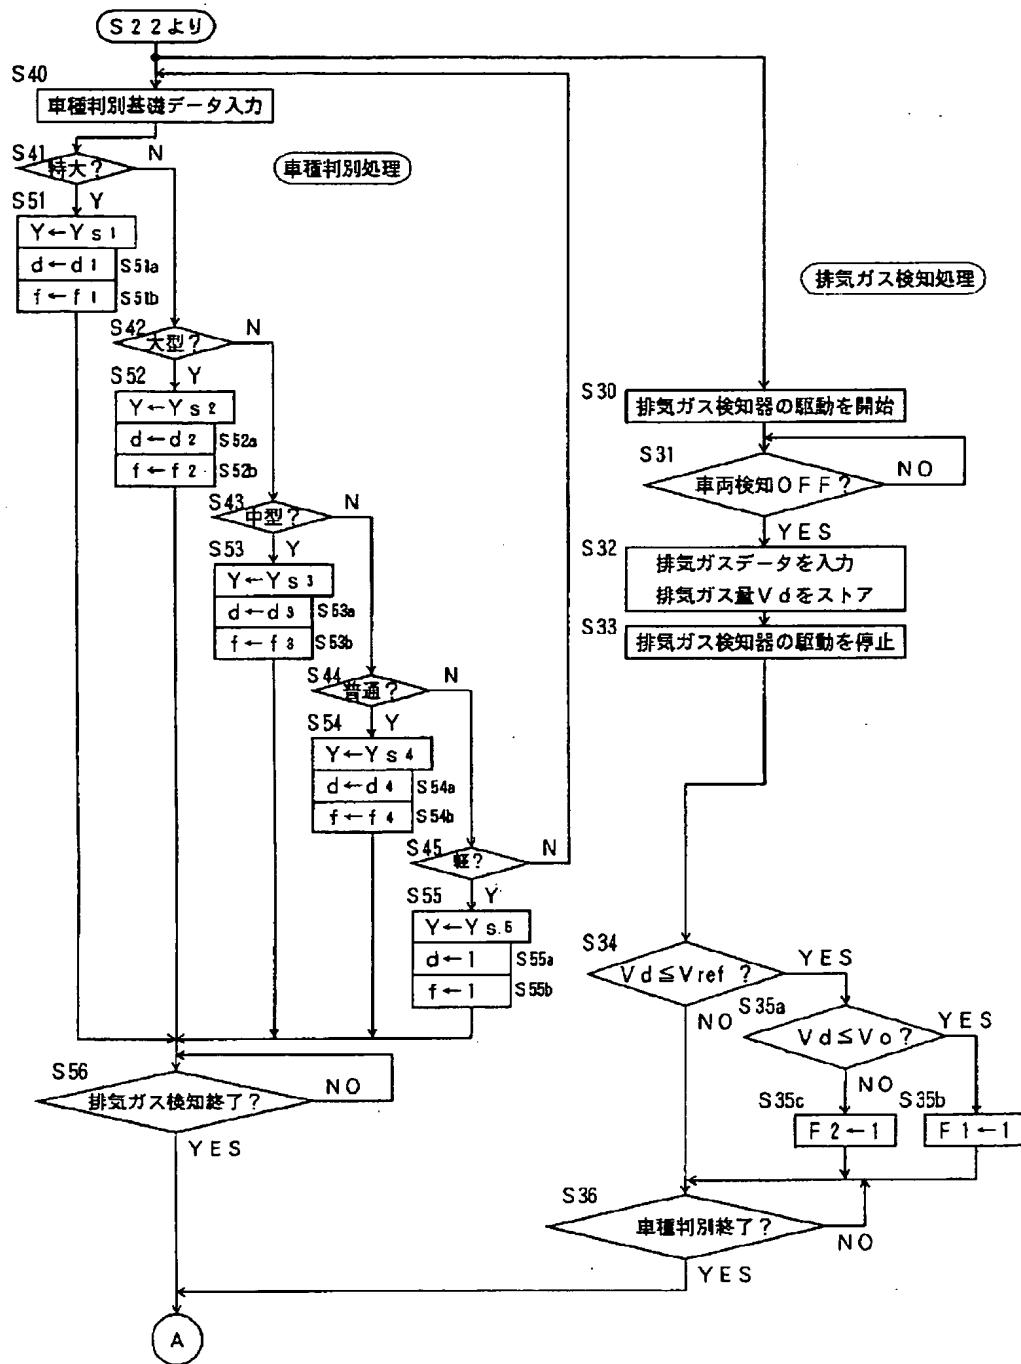 S22より
S40
車種判別基礎データ入力
S41
特大?
N
車種判別処理
S51
Y
Y←Ys1
d←d1
S51a
f←f1
S51b
排気ガス検知処理
S42
大型?
N
S52
Y
Y←Ys2
d←d2
S52a
f←f2
S52b
S30
排気ガス検知器の駆動を開始
S31
車両検知OFF?
NO
YES
S43
中型?
N
S53
Y
Y←Ys3
d←d3
S53a
f←f3
S53b
S32
排気ガスデータを入力
排気ガス量Vdをストア
S33
排気ガス検知器の駆動を停止
S44
普通?
N
S54
Y
Y←Ys4
d←d4
S54a
f←f4
S54b
S45
軽?
N
S55
Y
Y←Ys.5
d←1
S55a
f←1
S55b
S34
Vd≦Vref ?
YES
NO
S35a
Vd≦Vo?
YES
NO
S35c
F2←1
S35b
F1←1
S56
排気ガス検知終了?
NO
YES
S36
車種判別終了?
NO
YES
A